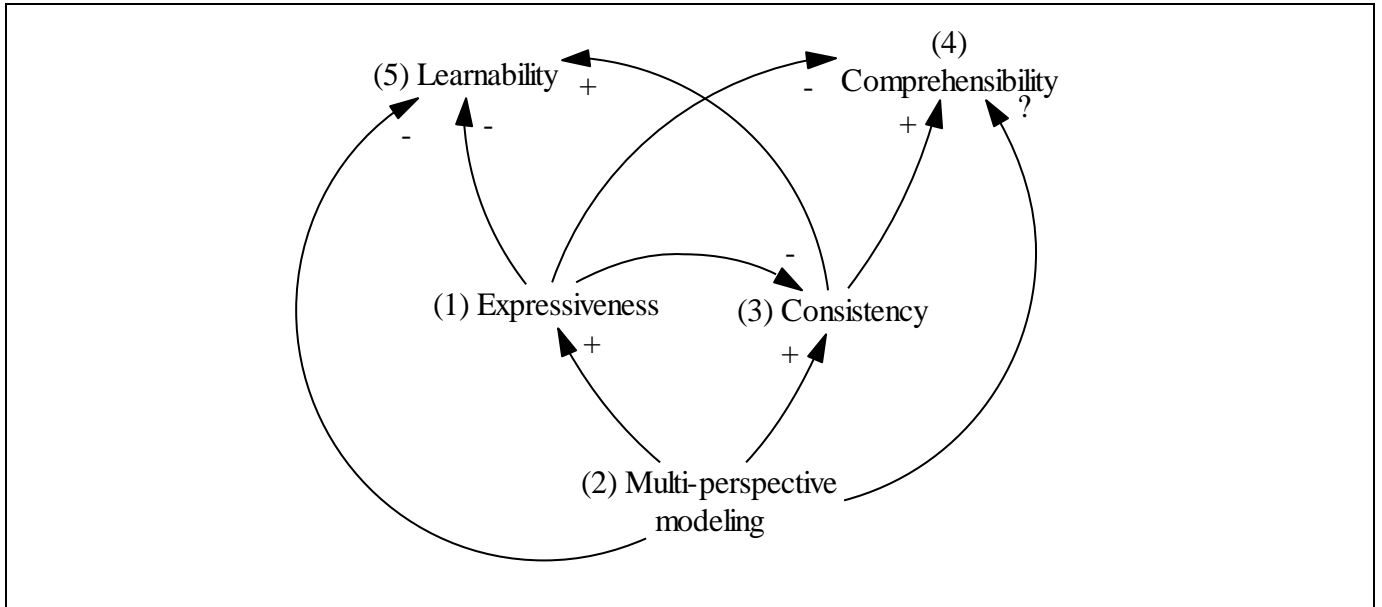 (4)
(5) Learnability
+
-
Comprehensibility
?
-
-
+
-
(1) Expressiveness
(3) Consistency
+
+
(2) Multi-perspective
modeling